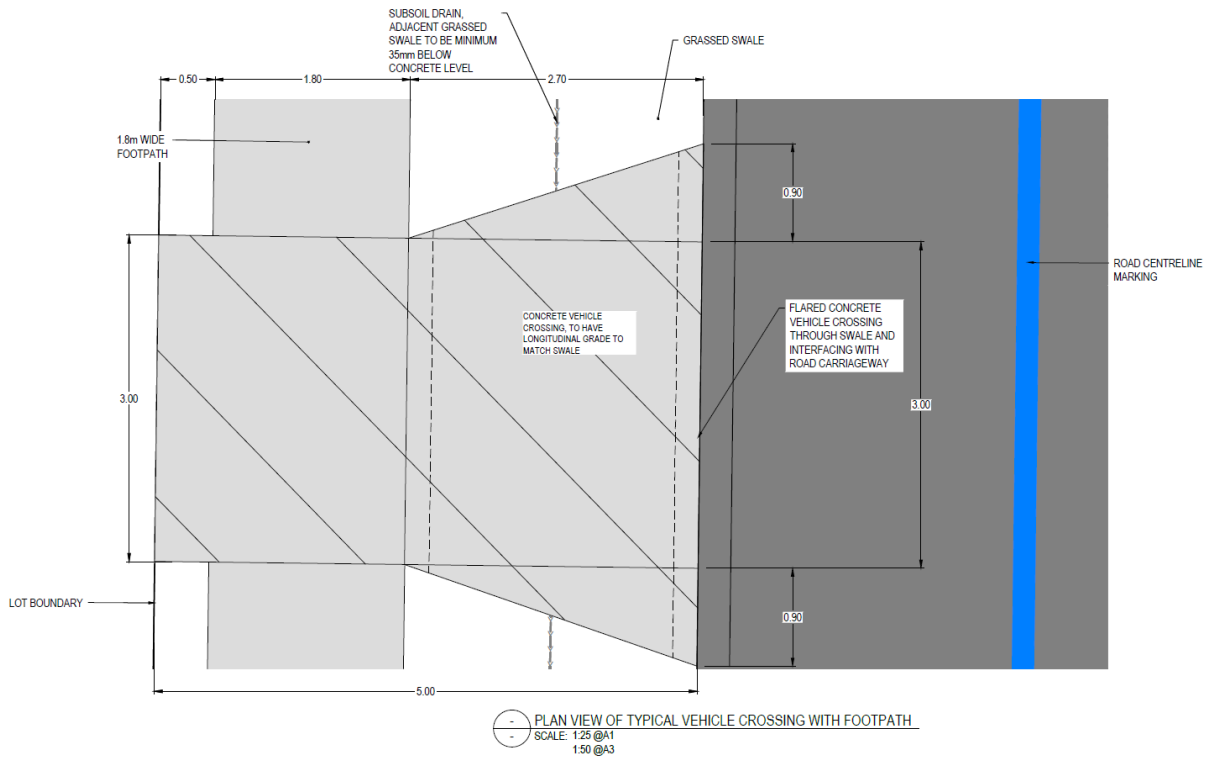 SUBSOIL DRAIN,
ADJACENT GRASSED
SWALE TO BE MINIMUM
35mm BELOW
CONCRETE LEVEL
GRASSED SWALE
0.50
1.80
2.70
1.8m WIDE
FOOTPATH
0.90
ROAD CENTRELINE
MARKING
CONCRETE VEHICLE
CROSSING, TO HAVE
LONGITUDINAL GRADE TO
MATCH SWALE
FLARED CONCRETE
VEHICLE CROSSING
THROUGH SWALE AND
INTERFACING WITH
ROAD CARRIAGEWAY
3.00
3.00
LOT BOUNDARY
0.90
5.00
-
-
PLAN VIEW OF TYPICAL VEHICLE CROSSING WITH FOOTPATH
SCALE: 1:25 @A1
1:50 @A3